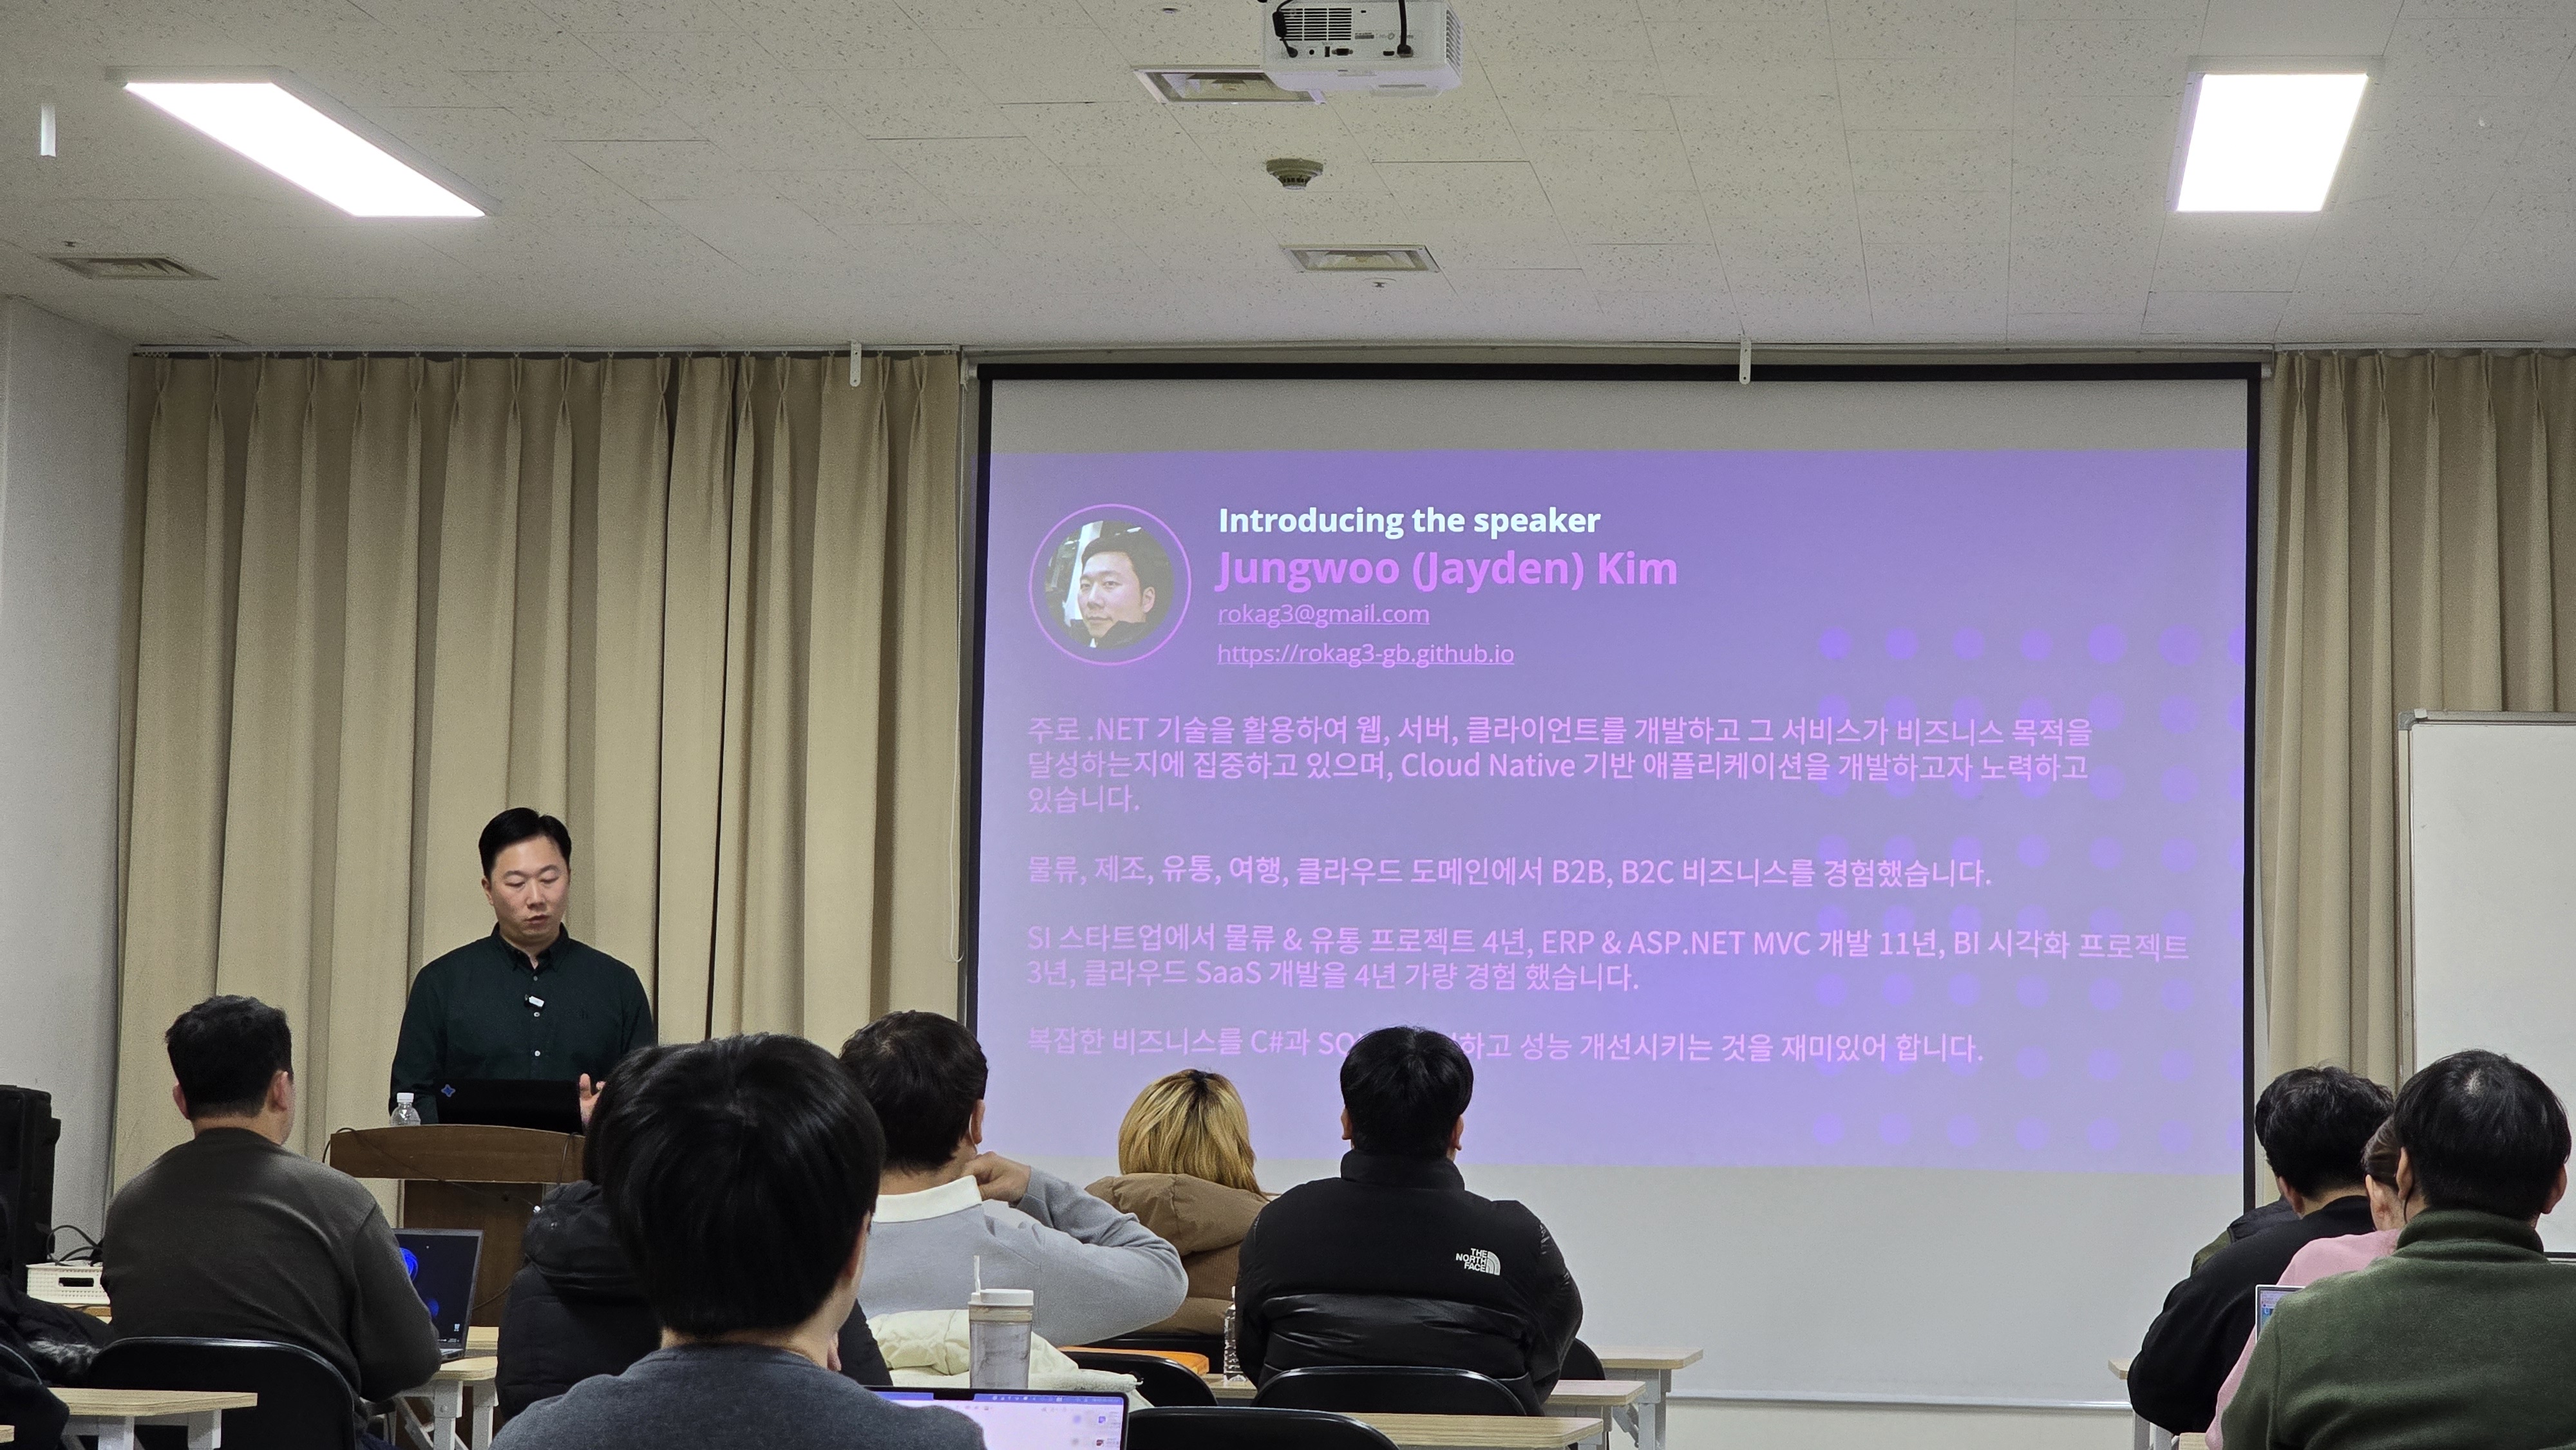 Introducing the speaker
Jungwoo (Jayden) Kim
rokag3@gmail.com
https://rokag3-gb.github.io
주로 .NET 기술을 활용하여 웹, 서버, 클라이언트를 개발하고 그 서비스가 비즈니스 목적을
달성하는지에 집중하고 있으며, Cloud Native 기반 애플리케이션을 개발하고자 노력하고
있습니다.
물류, 제조, 유통, 여행, 클라우드 도메인에서 B2B, B2C 비즈니스를 경험했습니다.
SI 스타트업에서 물류 & 유통 프로젝트 4년, ERP & ASP.NET MVC 개발 11년, BI 시각화 프로젝트
3년, 클라우드 SaaS 개발을 4년 가량 경험 했습니다.
복잡한 비즈니스를 C#과 성능 개선시키는 것을 재미있어 합니다.
THE
NORTH
FACE